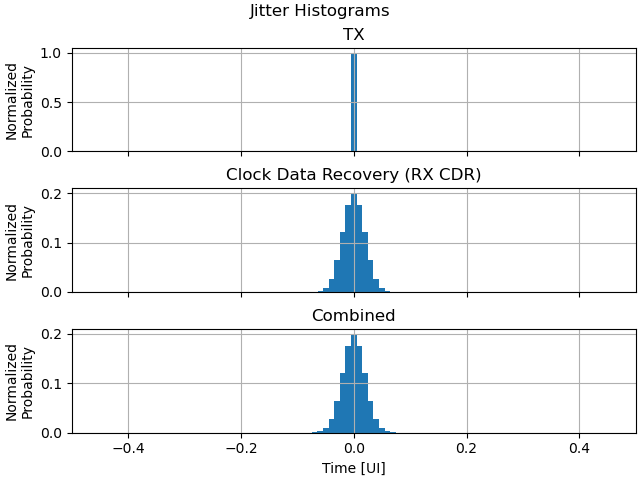 Jitter Histograms
TX
Normalized
Probability
1.0
0.5
0.0
Clock Data Recovery (RX CDR)
Normalized
Probability
0.2
0.1
0.0
Combined
Normalized
Probability
0.2
0.1
0.0
−0.4 −0.2 0.0 0.2 0.4
Time [UI]